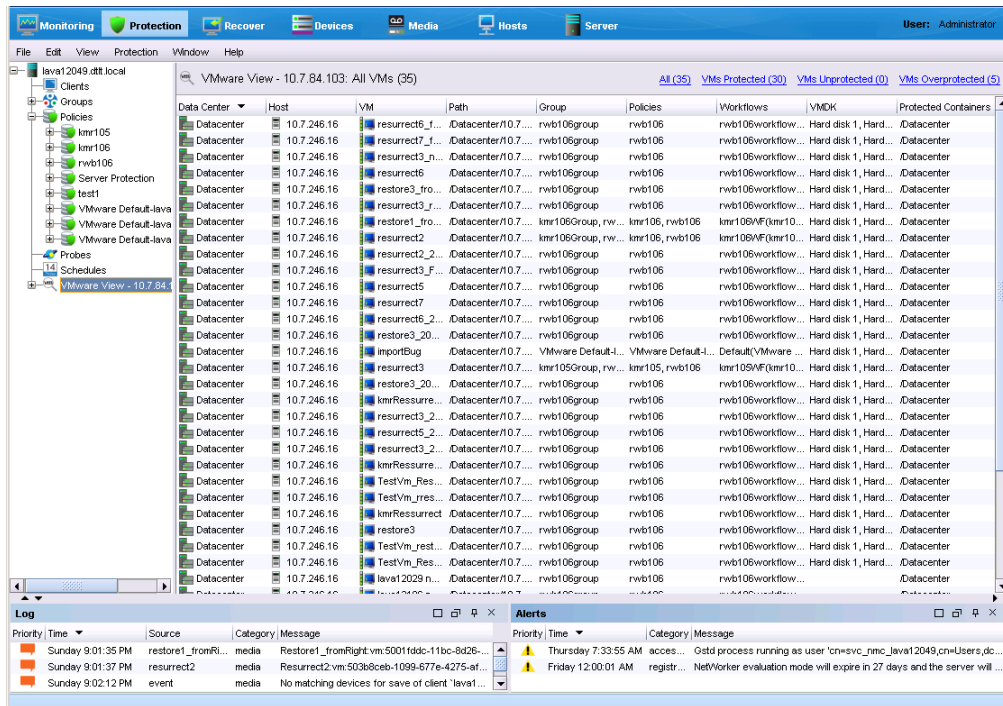 Monitoring Protection Recover Devices Media Hosts Server User: Administrator
File Edit View Protection Window Help
lava12049.dttt.local
Clients
Groups
Policies
kmr105
kmr106
rwb106
Server Protection
test1
VMware Default-lava
VMware Default-lava
VMware Default-lava
Probes
14 Schedules
VMware View - 10.7.84.1
VMware View - 10.7.84.103: All VMs (35) All (35) VMs Protected (30) VMs Unprotected (0) VMs Overprotected (5)
Data Center Host VM Path Group Policies Workflows VMDK Protected Containers
Datacenter 10.7.246.16 resurrect6_f... /Datacenter/10.7.... rwb106group rwb106 rwb106workflow... Hard disk 1, Hard... /Datacenter
Datacenter 10.7.246.16 resurrect7_f... /Datacenter/10.7.... rwb106group rwb106 rwb106workflow... Hard disk 1, Hard... /Datacenter
Datacenter 10.7.246.16 resurrect3_n... /Datacenter/10.7.... rwb106group rwb106 rwb106workflow... Hard disk 1, Hard... /Datacenter
Datacenter 10.7.246.16 resurrect6 /Datacenter/10.7.... rwb106group rwb106 rwb106workflow... Hard disk 1, Hard... /Datacenter
Datacenter 10.7.246.16 restore3_fro... /Datacenter/10.7.... rwb106group rwb106 rwb106workflow... Hard disk 1, Hard... /Datacenter
Datacenter 10.7.246.16 resurrect3_r... /Datacenter/10.7.... rwb106group rwb106 rwb106workflow... Hard disk 1, Hard... /Datacenter
Datacenter 10.7.246.16 restore1_fro... /Datacenter/10.7.... kmr106Group, rw... kmr106, rwb106 kmr106WF(kmr10... Hard disk 1, Hard... /Datacenter
Datacenter 10.7.246.16 resurrect2 /Datacenter/10.7.... kmr106Group, rw... kmr106, rwb106 kmr106WF(kmr10... Hard disk 1, Hard... /Datacenter
Datacenter 10.7.246.16 resurrect2_2... /Datacenter/10.7.... rwb106group rwb106 rwb106workflow... Hard disk 1, Hard... /Datacenter
Datacenter 10.7.246.16 resurrect3_F... /Datacenter/10.7.... rwb106group rwb106 rwb106workflow... Hard disk 1, Hard... /Datacenter
Datacenter 10.7.246.16 resurrect5 /Datacenter/10.7.... rwb106group rwb106 rwb106workflow... Hard disk 1, Hard... /Datacenter
Datacenter 10.7.246.16 resurrect7 /Datacenter/10.7.... rwb106group rwb106 rwb106workflow... Hard disk 1, Hard... /Datacenter
Datacenter 10.7.246.16 resurrect6_2... /Datacenter/10.7.... rwb106group rwb106 rwb106workflow... Hard disk 1, Hard... /Datacenter
Datacenter 10.7.246.16 restore3_20... /Datacenter/10.7.... rwb106group rwb106 rwb106workflow... Hard disk 1, Hard... /Datacenter
Datacenter 10.7.246.16 importBug /Datacenter/10.7.... VMware Default-l... VMware Default-l... Default(VMware ... Hard disk 1, Hard... /Datacenter
Datacenter 10.7.246.16 resurrect3 /Datacenter/10.7.... kmr105Group, rw... kmr105, rwb106 kmr105WF(kmr10... Hard disk 1, Hard... /Datacenter
Datacenter 10.7.246.16 restore3_20... /Datacenter/10.7.... rwb106group rwb106 rwb106workflow... Hard disk 1, Hard... /Datacenter
Datacenter 10.7.246.16 kmrRessurre... /Datacenter/10.7.... rwb106group rwb106 rwb106workflow... Hard disk 1, Hard... /Datacenter
Datacenter 10.7.246.16 resurrect3_2... /Datacenter/10.7.... rwb106group rwb106 rwb106workflow... Hard disk 1, Hard... /Datacenter
Datacenter 10.7.246.16 resurrect5_2... /Datacenter/10.7.... rwb106group rwb106 rwb106workflow... Hard disk 1, Hard... /Datacenter
Datacenter 10.7.246.16 resurrect3_2... /Datacenter/10.7.... rwb106group rwb106 rwb106workflow... Hard disk 1, Hard... /Datacenter
Datacenter 10.7.246.16 kmrRessurre... /Datacenter/10.7.... rwb106group rwb106 rwb106workflow... Hard disk 1, Hard... /Datacenter
Datacenter 10.7.246.16 TestVm_Res... /Datacenter/10.7.... rwb106group rwb106 rwb106workflow... Hard disk 1, Hard... /Datacenter
Datacenter 10.7.246.16 TestVm_rres... /Datacenter/10.7.... rwb106group rwb106 rwb106workflow... Hard disk 1, Hard... /Datacenter
Datacenter 10.7.246.16 kmrRessurrect /Datacenter/10.7.... rwb106group rwb106 rwb106workflow... Hard disk 1, Hard... /Datacenter
Datacenter 10.7.246.16 restore3 /Datacenter/10.7.... rwb106group rwb106 rwb106workflow... Hard disk 1, Hard... /Datacenter
Datacenter 10.7.246.16 TestVm_rest... /Datacenter/10.7.... rwb106group rwb106 rwb106workflow... Hard disk 1, Hard... /Datacenter
Datacenter 10.7.246.16 TestVm_Res... /Datacenter/10.7.... rwb106group rwb106 rwb106workflow... Hard disk 1, Hard... /Datacenter
Datacenter 10.7.246.16 lava12029 n... /Datacenter/10.7.... rwb106group rwb106 rwb106workflow... /Datacenter
Log
Priority Time Source Category Message
Sunday 9:01:35 PM restore1_fromRi... media Restore1_fromRight:vm:5001fddc-11bc-8d26-...
Sunday 9:01:37 PM resurrect2 media Resurrect2:vm:503b8ceb-1099-677e-4275-af...
Sunday 9:02:12 PM event media No matching devices for save of client `lava1...
Alerts
Priority Time Category Message
Thursday 7:33:55 AM acces... Gstd process running as user 'cn=svc_nmc_lava12049,cn=Users,dc...
Friday 12:00:01 AM registr... NetWorker evaluation mode will expire in 27 days and the server will ...